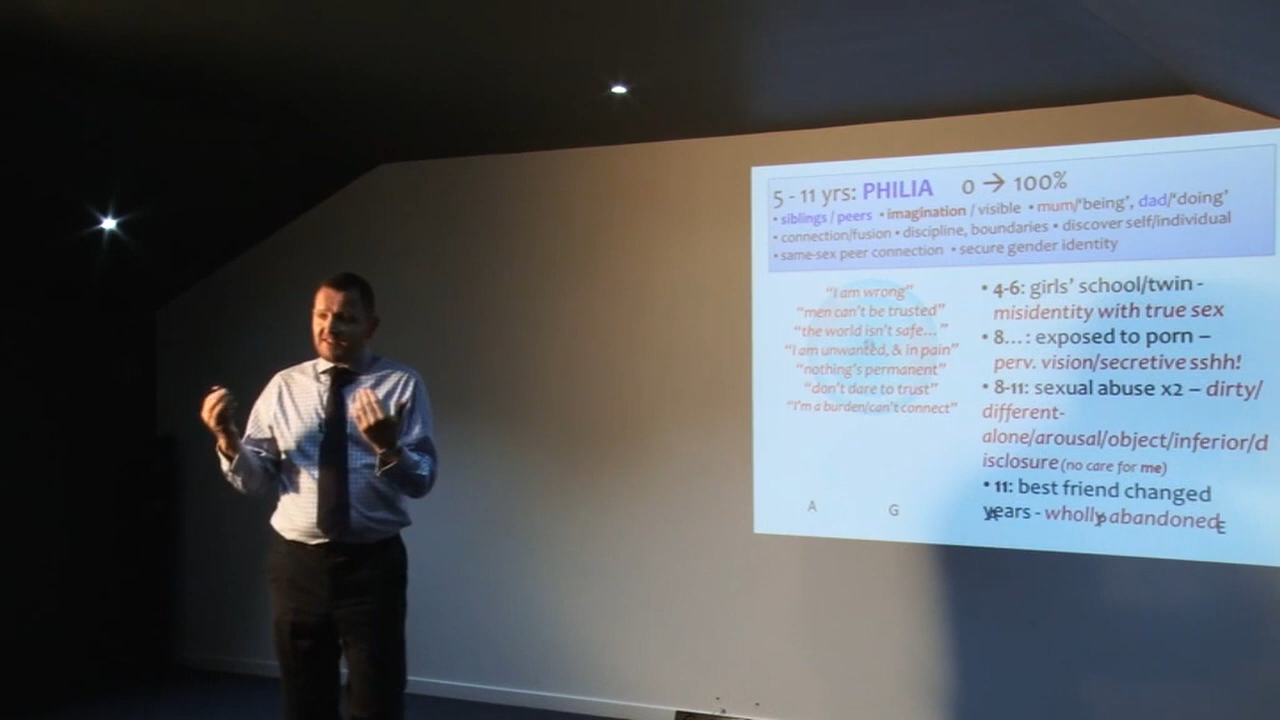 5 - 11 yrs: PHILIA 0 → 100%
• siblings / peers • imagination / visible • mum/'being', dad/'doing'
• connection/fusion • discipline, boundaries • discover self/individual
• same-sex peer connection • secure gender identity
"I am wrong"
"men can't be trusted"
"the world isn't safe..."
"I am unwanted, & in pain"
"nothing's permanent"
"don't dare to trust"
"I'm a burden/can't connect"
A G
• 4-6: girls' school/twin -
misidentity with true sex
• 8...: exposed to porn –
perv. vision/secretive sshh!
• 8-11: sexual abuse x2 – dirty/
different-
alone/arousal/object/inferior/d
isclosure (no care for me)
• 11: best friend changed
years - wholly abandoned
E